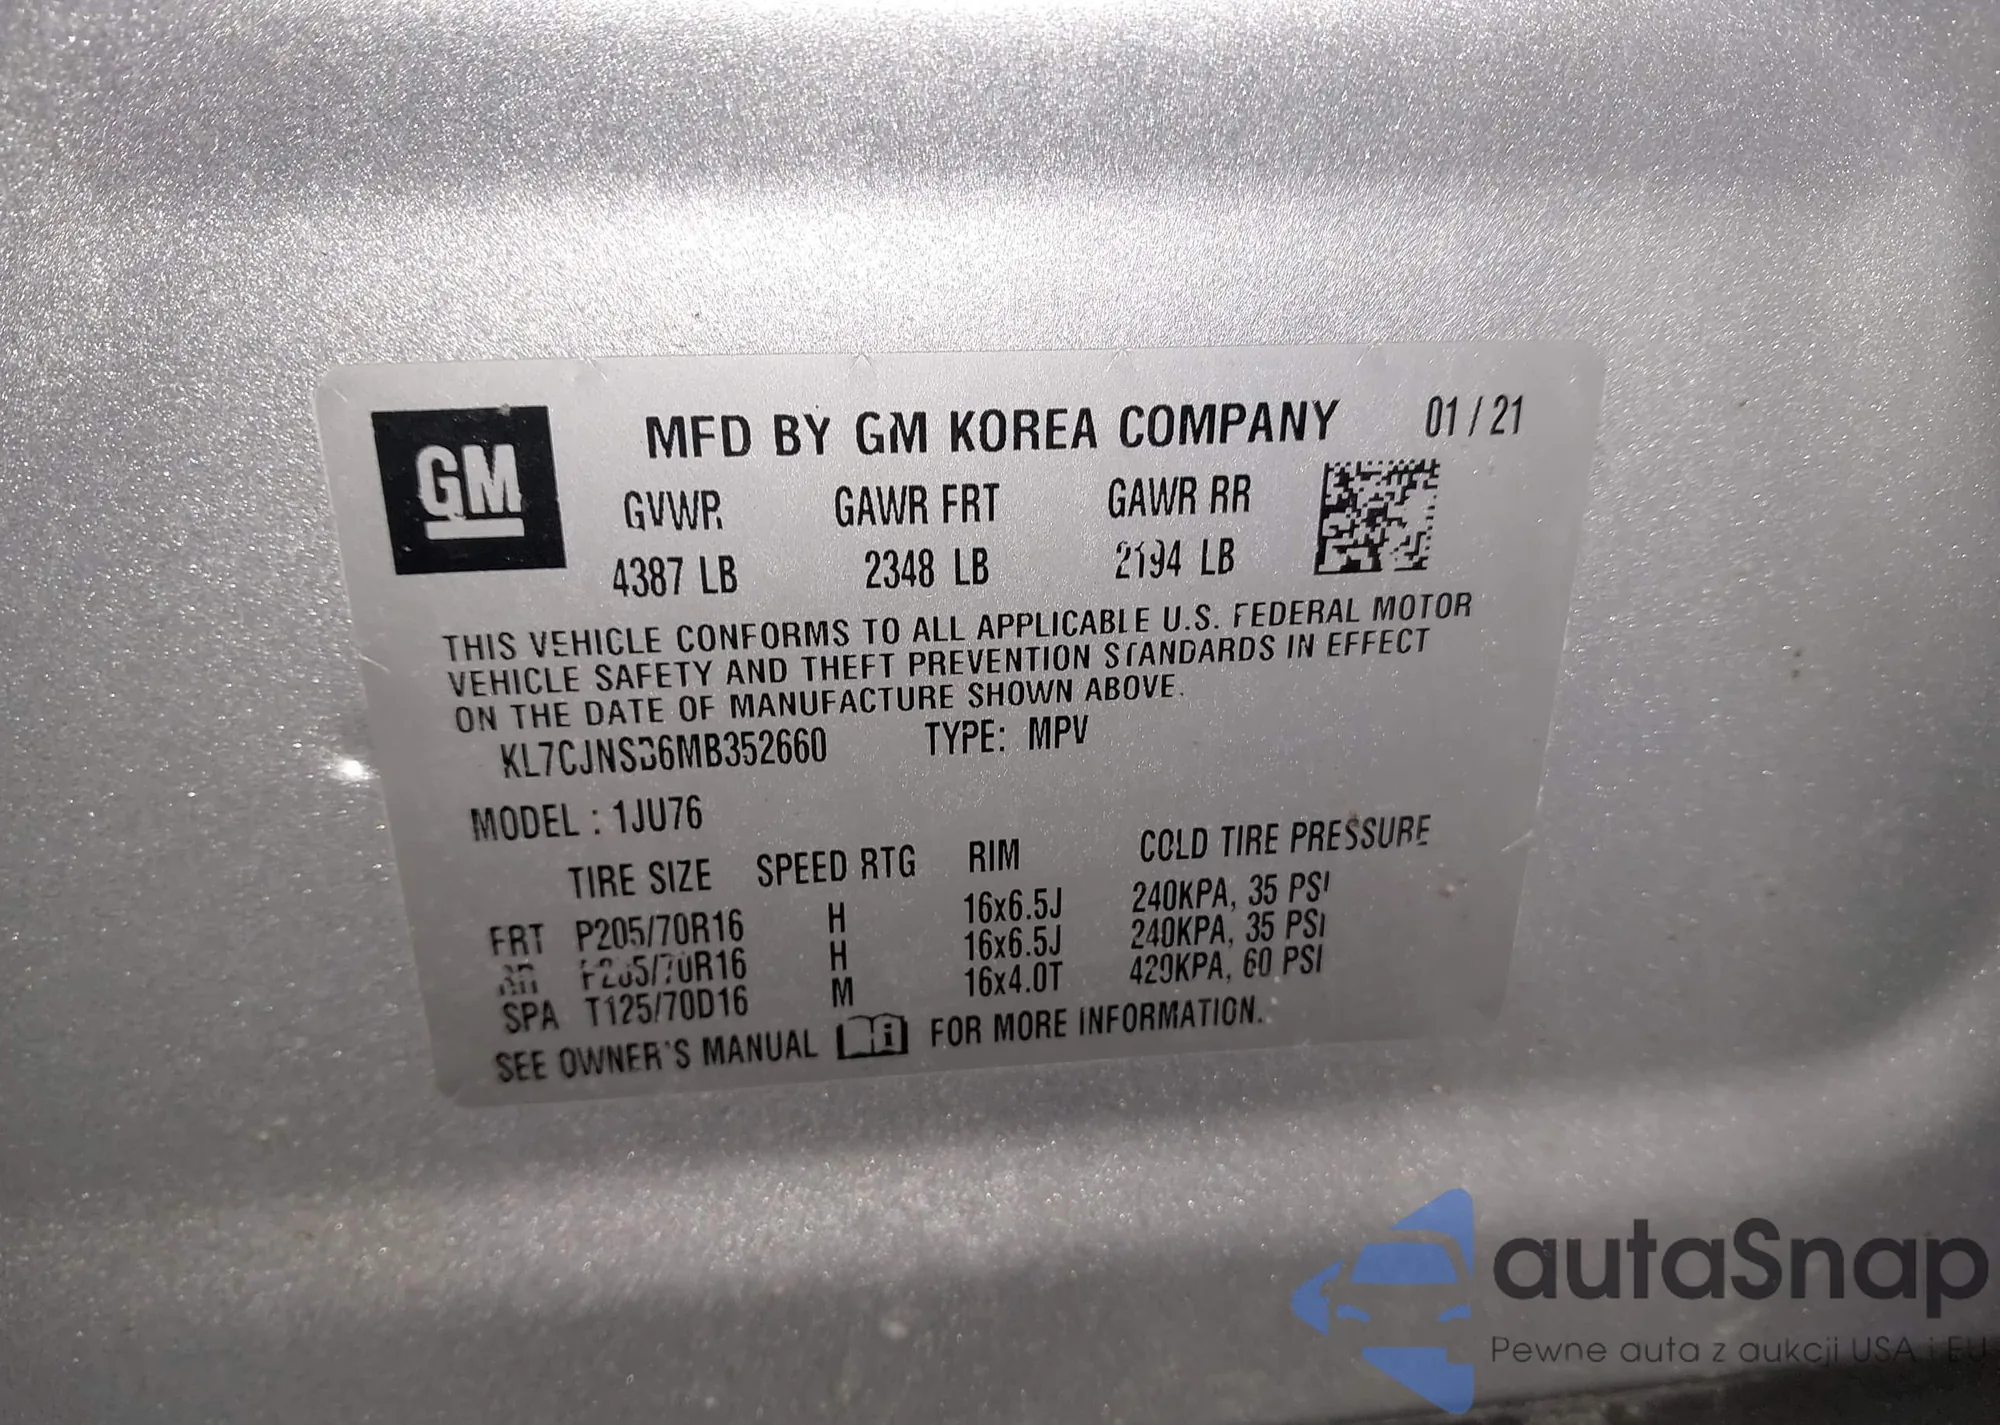 GM
MFD BY GM KOREA COMPANY 01/21
GVWR GAWR FRT GAWR RR
4387 LB 2348 LB 2194 LB
THIS VEHICLE CONFORMS TO ALL APPLICABLE U.S. FEDERAL MOTOR
VEHICLE SAFETY AND THEFT PREVENTION STANDARDS IN EFFECT
ON THE DATE OF MANUFACTURE SHOWN ABOVE.
KL7CJNSB6MB352660 TYPE: MPV
MODEL : 1JU76
TIRE SIZE SPEED RTG RIM COLD TIRE PRESSURE
FRT P205/70R16 H 16x6.5J 240KPA, 35 PSI
RR P205/70R16 H 16x6.5J 240KPA, 35 PSI
SPA T125/70D16 M 16x4.0T 420KPA, 60 PSI
SEE OWNER'S MANUAL FOR MORE INFORMATION.
autaSnap
Pewne auta z aukcji USA i EU